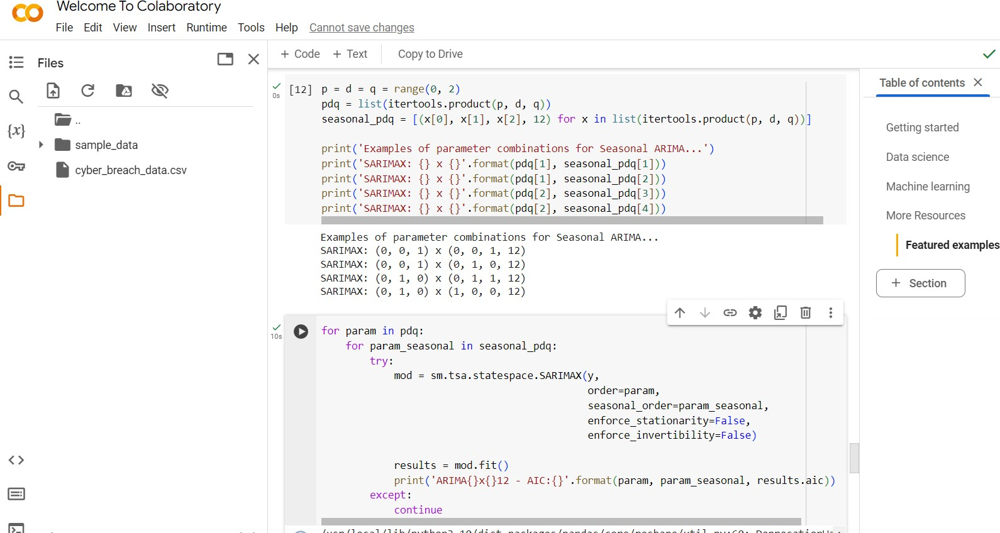 Welcome To Colaboratory
File Edit View Insert Runtime Tools Help Cannot save changes
Files
..
sample_data
cyber_breach_data.csv
{x}
+ Code + Text Copy to Drive
0s
[12] p = d = q = range(0, 2)
pdq = list(itertools.product(p, d, q))
seasonal_pdq = [(x[0], x[1], x[2], 12) for x in list(itertools.product(p, d, q))]
print('Examples of parameter combinations for Seasonal ARIMA...')
print('SARIMAX: {} x {}'.format(pdq[1], seasonal_pdq[1]))
print('SARIMAX: {} x {}'.format(pdq[1], seasonal_pdq[2]))
print('SARIMAX: {} x {}'.format(pdq[2], seasonal_pdq[3]))
print('SARIMAX: {} x {}'.format(pdq[2], seasonal_pdq[4]))
Examples of parameter combinations for Seasonal ARIMA...
SARIMAX: (0, 0, 1) x (0, 0, 1, 12)
SARIMAX: (0, 0, 1) x (0, 1, 0, 12)
SARIMAX: (0, 1, 0) x (0, 1, 1, 12)
SARIMAX: (0, 1, 0) x (1, 0, 0, 12)
10s
for param in pdq:
    for param_seasonal in seasonal_pdq:
        try:
            mod = sm.tsa.statespace.SARIMAX(y,
                                            order=param,
                                            seasonal_order=param_seasonal,
                                            enforce_stationarity=False,
                                            enforce_invertibility=False)
            results = mod.fit()
            print('ARIMA{}x{}12 - AIC:{}'.format(param, param_seasonal, results.aic))
        except:
            continue
Table of contents
Getting started
Data science
Machine learning
More Resources
Featured examples
+ Section